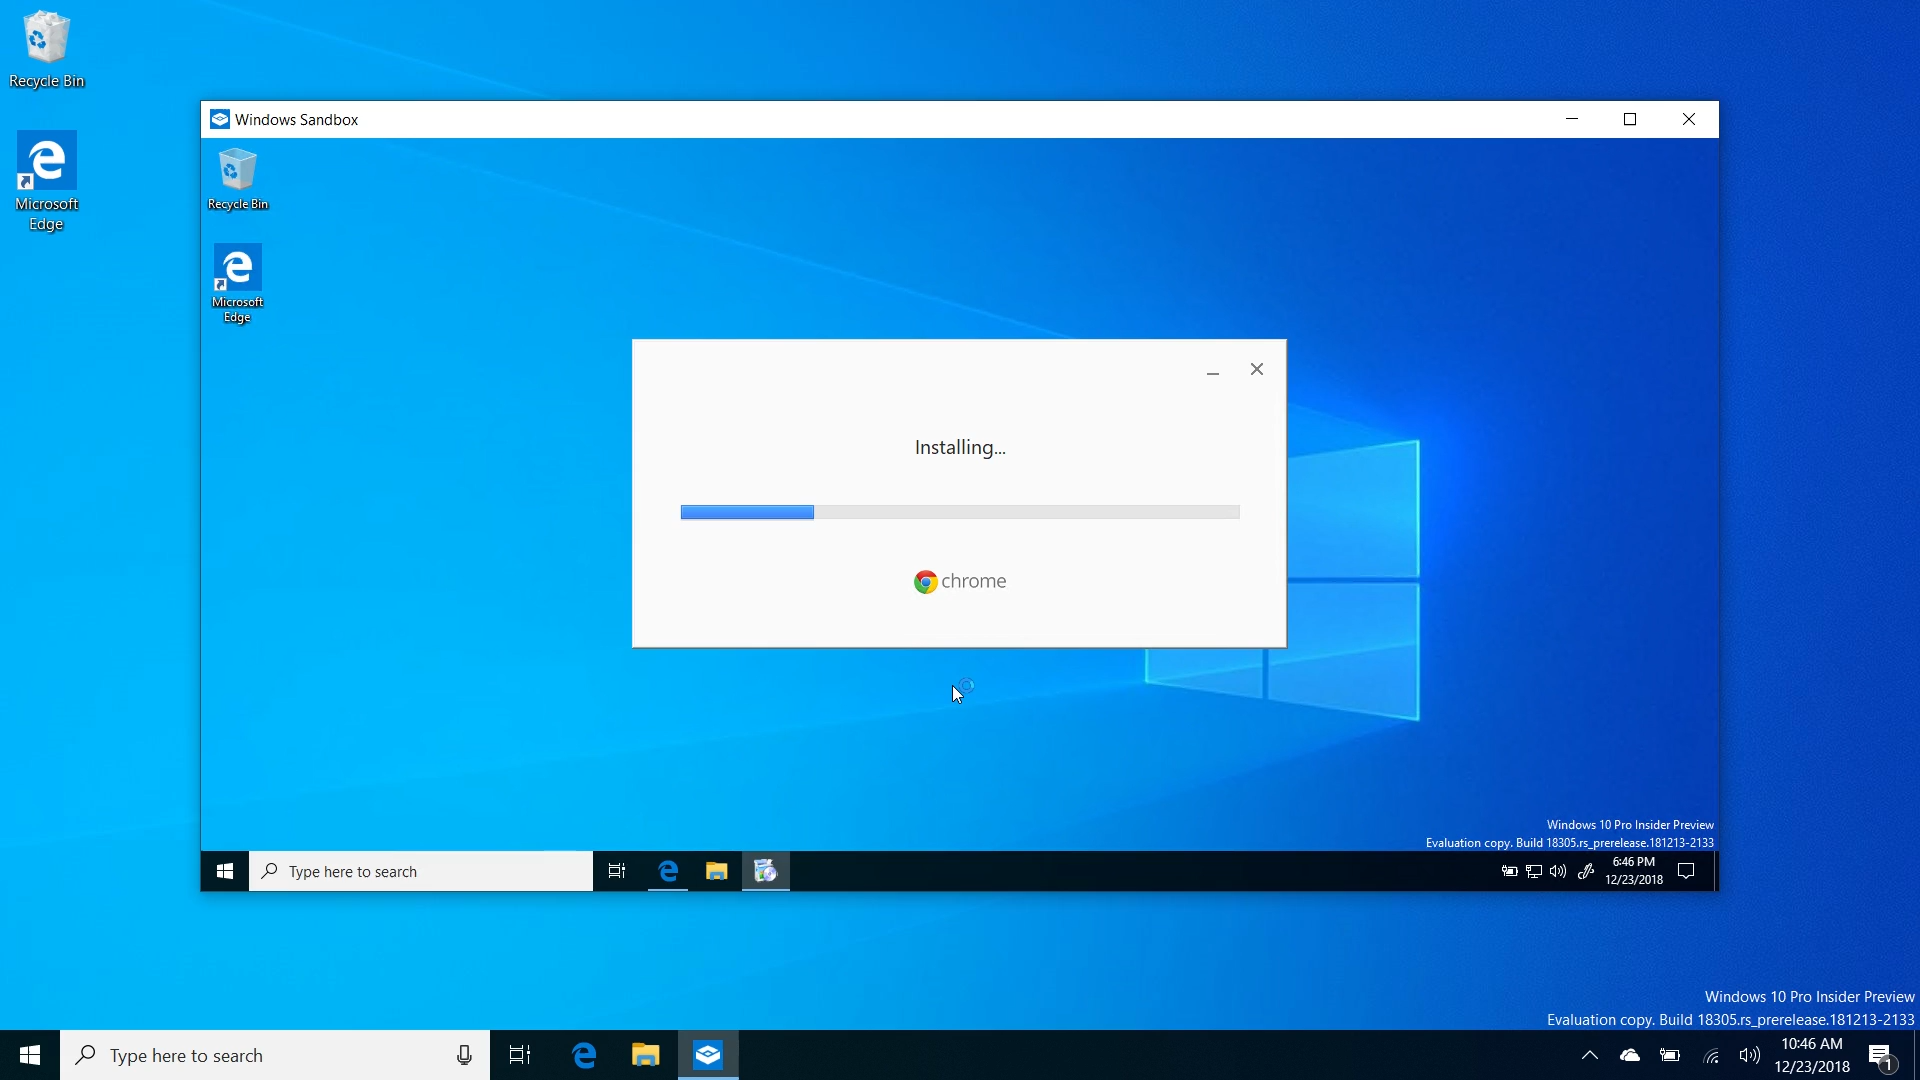 Recycle Bin
Microsoft
Edge
Windows Sandbox
Recycle Bin
Microsoft
Edge
Installing...
chrome
Windows 10 Pro Insider Preview
Evaluation copy. Build 18305.rs_prerelease.181213-2133
Type here to search
6:46 PM
12/23/2018
Windows 10 Pro Insider Preview
Evaluation copy. Build 18305.rs_prerelease.181213-2133
Type here to search
10:46 AM
12/23/2018
1